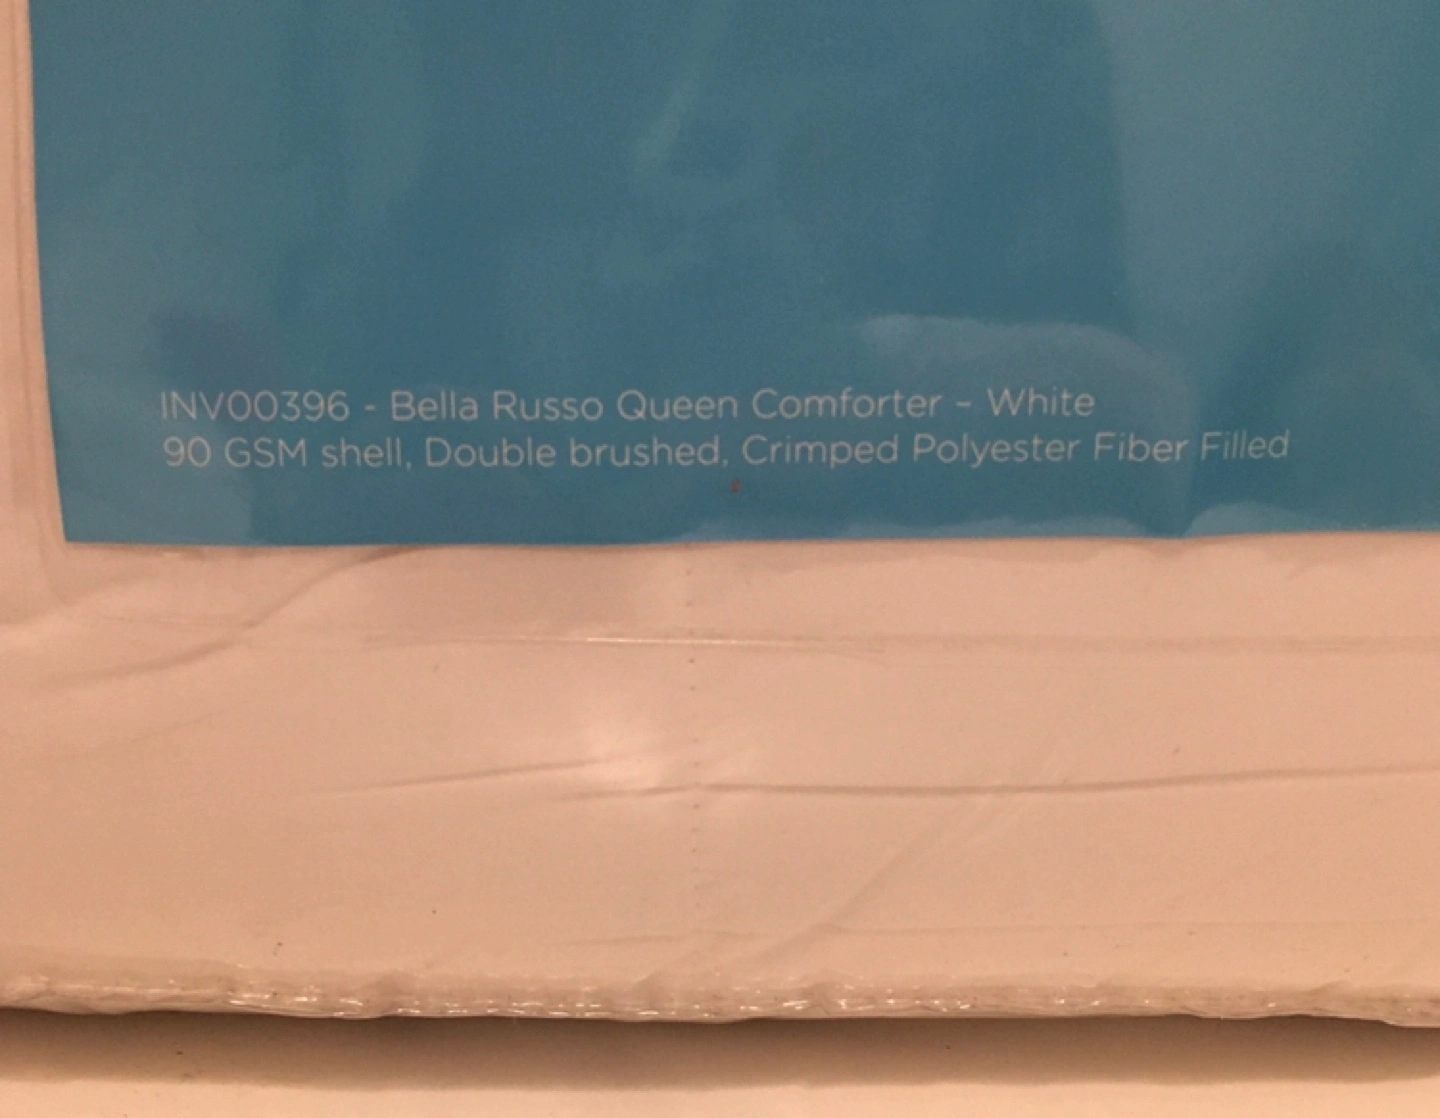 INV00396 - Bella Russo Queen Comforter – White
90 GSM shell, Double brushed, Crimped Polyester Fiber Filled